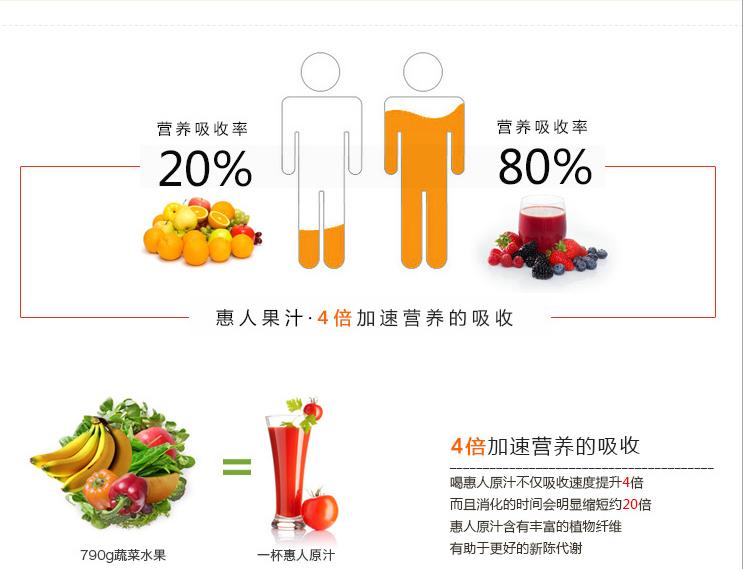 营养吸收率
20%
营养吸收率
80%
惠人果汁·4倍加速营养的吸收
790g蔬菜水果
一杯惠人原汁
4倍加速营养的吸收
喝惠人原汁不仅吸收速度提升4倍
而且消化的时间会明显缩短约20倍
惠人原汁含有丰富的植物纤维
有助于更好的新陈代谢